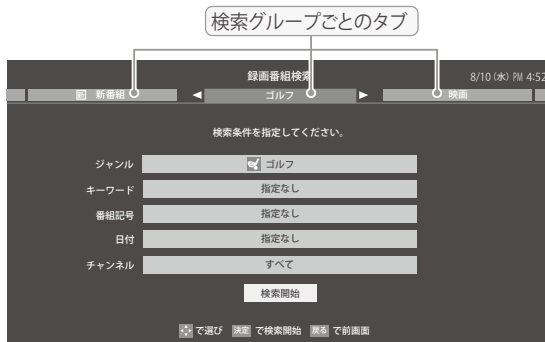 検索グループごとのタブ
録画番組検索
8/10 (水) PM 4:52
新 新番組 ◀ ゴルフ ▶ 映画
検索条件を指定してください。
ジャンル ゴルフ
キーワード 指定なし
番組記号 指定なし
日付 指定なし
チャンネル すべて
検索開始
で選び 決定 で検索開始 戻る で前画面